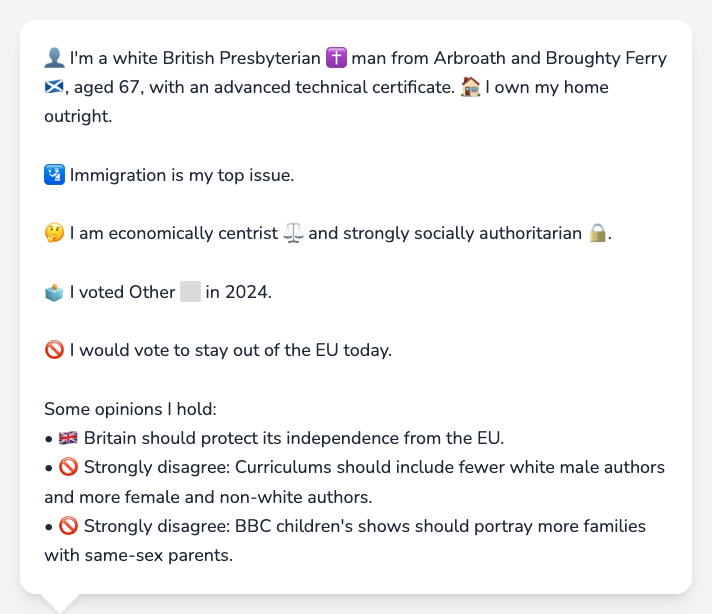 👤 I'm a white British Presbyterian ✝️ man from Arbroath and Broughty Ferry
🏴󠁧󠁢󠁳󠁣󠁴󠁿, aged 67, with an advanced technical certificate. 🏠 I own my home
outright.
🛂 Immigration is my top issue.
🤔 I am economically centrist ⚖️ and strongly socially authoritarian 🔒.
🗳️ I voted Other ⬜ in 2024.
🚫 I would vote to stay out of the EU today.
Some opinions I hold:
• 🇬🇧 Britain should protect its independence from the EU.
• 🚫 Strongly disagree: Curriculums should include fewer white male authors
and more female and non-white authors.
• 🚫 Strongly disagree: BBC children's shows should portray more families
with same-sex parents.